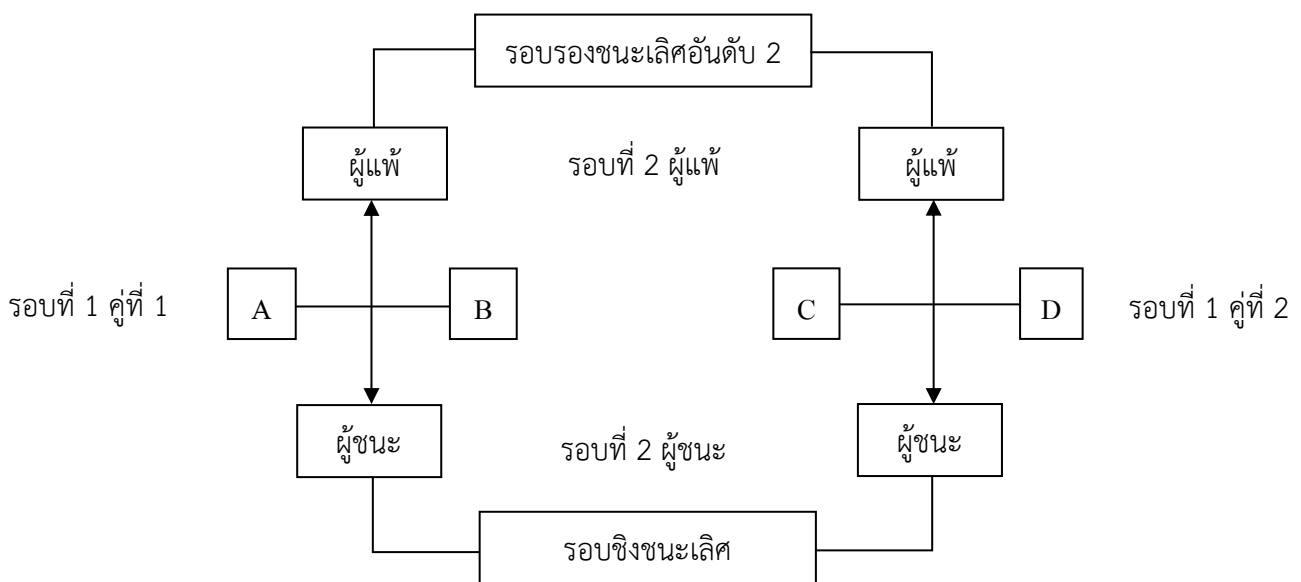 รอบรองชนะเลิศอันดับ 2
ผู้แพ้
รอบที่ 2 ผู้แพ้
ผู้แพ้
รอบที่ 1 คู่ที่ 1
A
B
C
D
รอบที่ 1 คู่ที่ 2
ผู้ชนะ
รอบที่ 2 ผู้ชนะ
ผู้ชนะ
รอบชิงชนะเลิศ